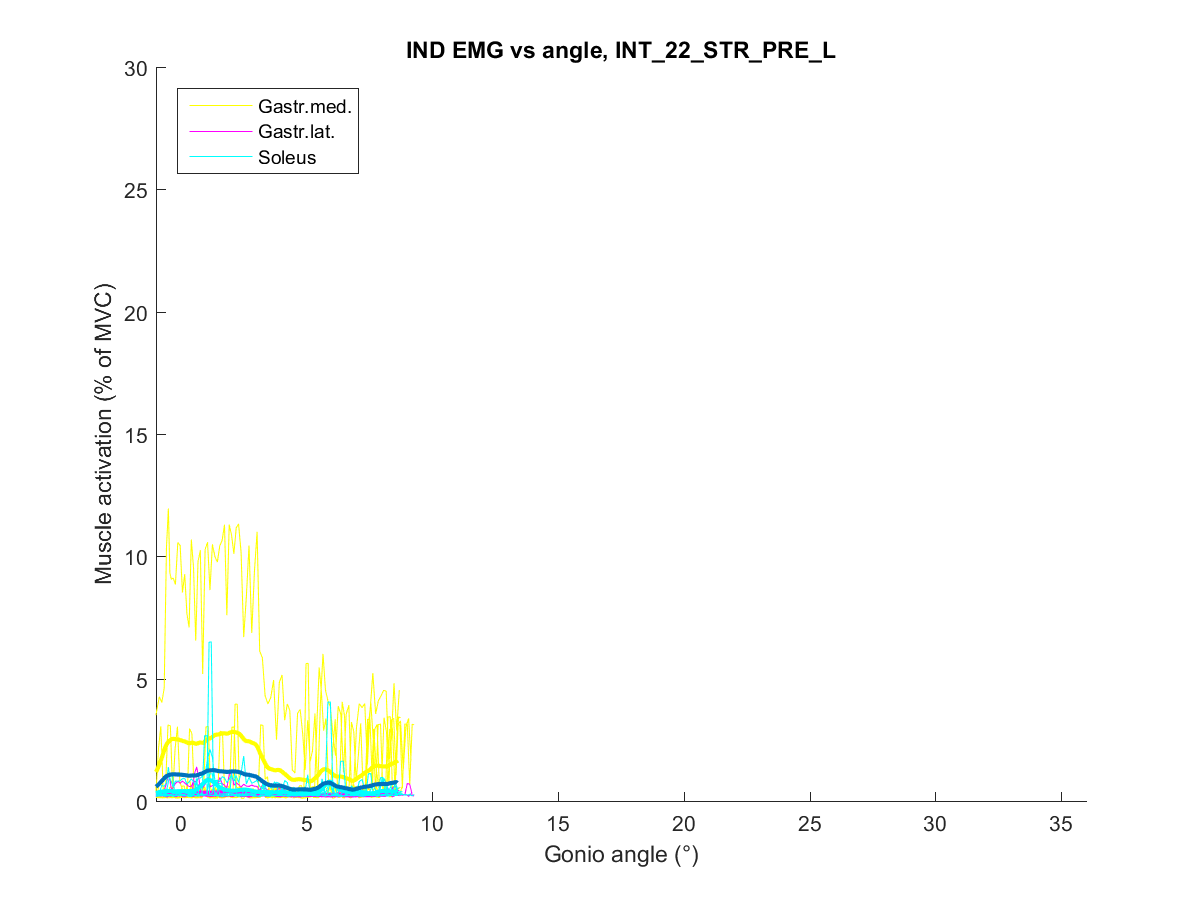 IND EMG vs angle, INT_22_STR_PRE_L
30
25
20
15
10
5
0
Muscle activation (% of MVC)
Gastr.med.
Gastr.lat.
Soleus
0 5 10 15 20 25 30 35
Gonio angle (°)